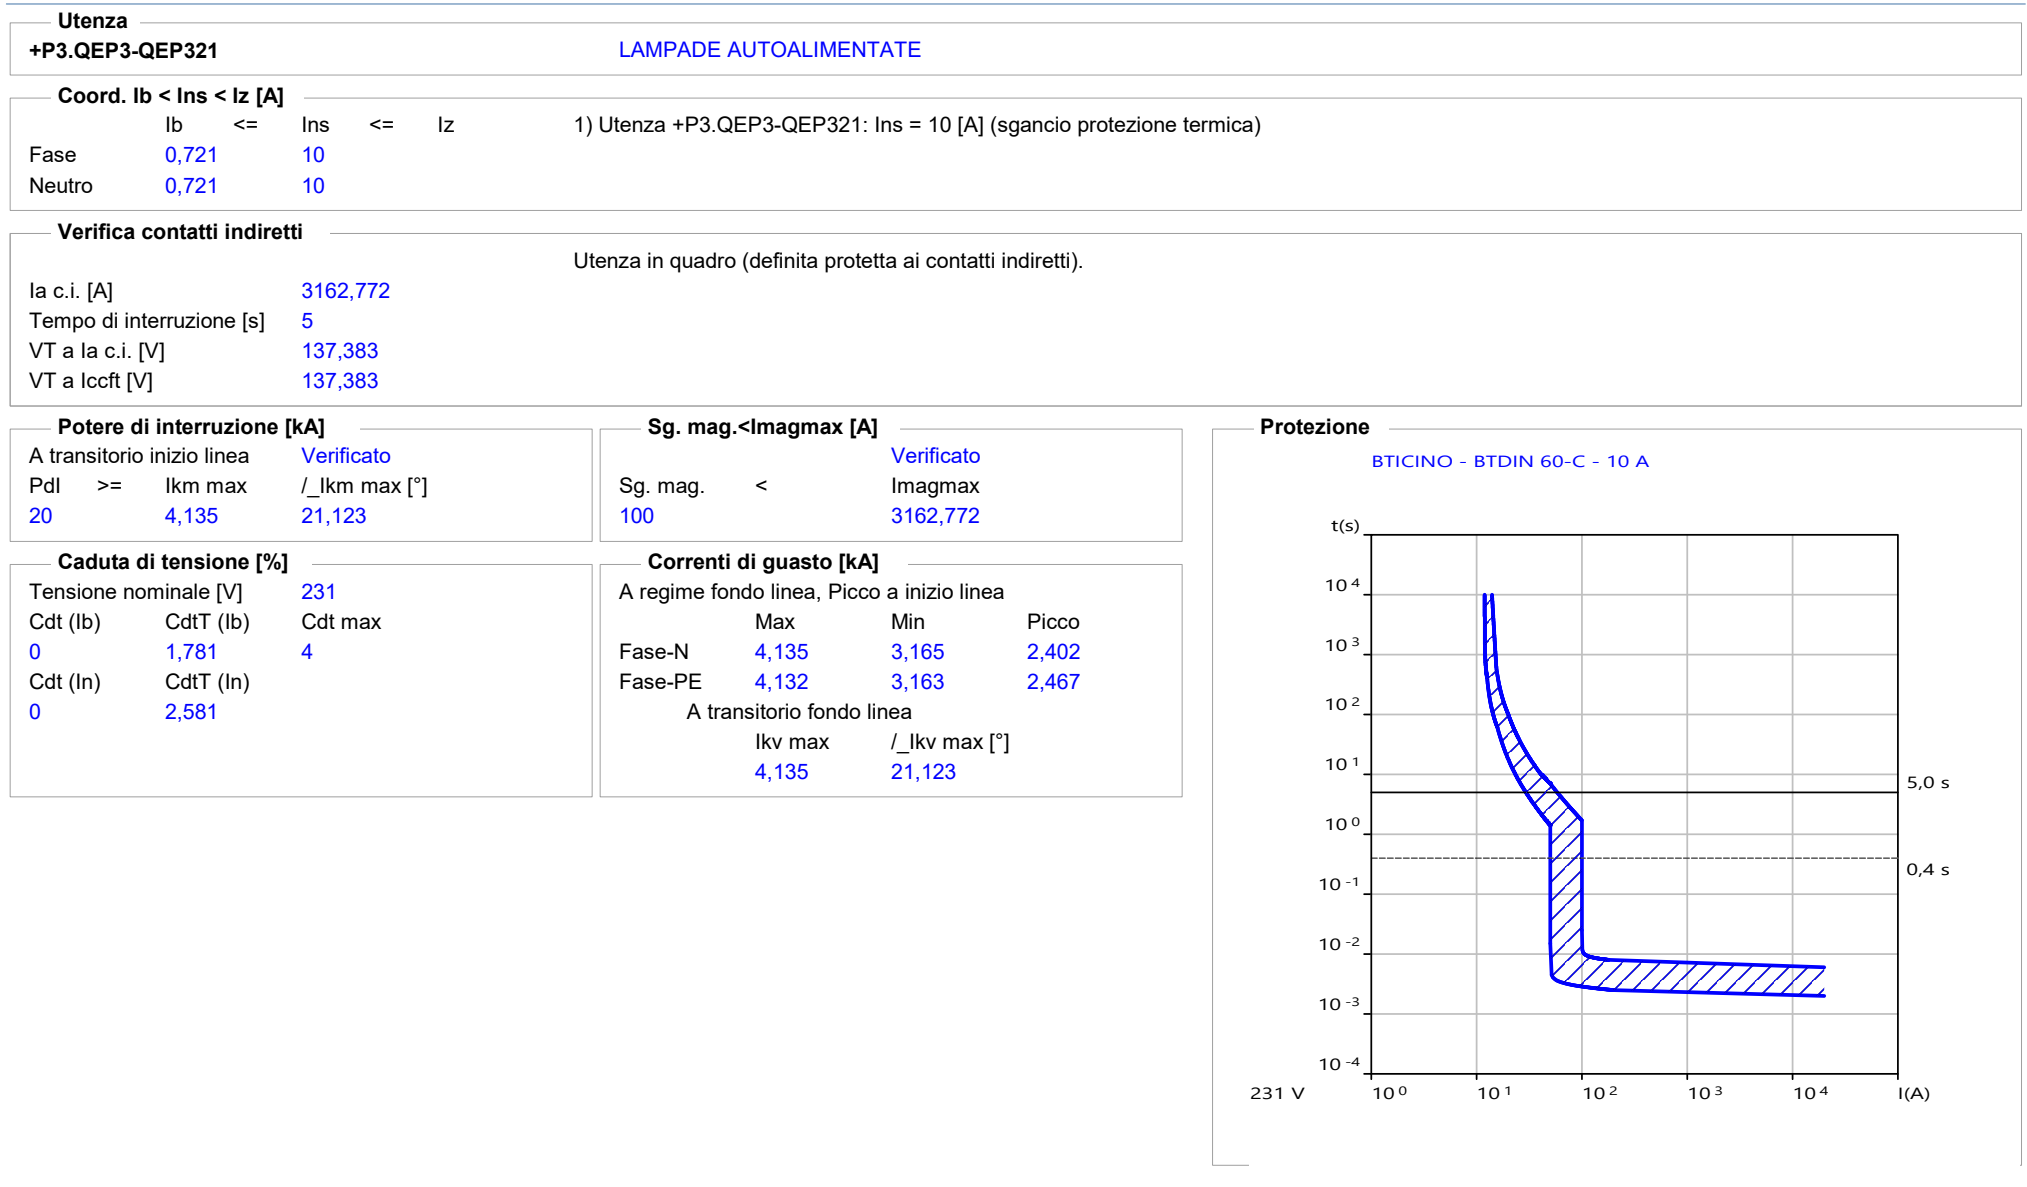 Utenza
+P3.QEP3-QEP321 LAMPADE AUTOALIMENTATE
Coord. Ib < Ins < Iz [A]
Ib <= Ins <= Iz 1) Utenza +P3.QEP3-QEP321: Ins = 10 [A] (sgancio protezione termica)
Fase 0,721 10
Neutro 0,721 10
Verifica contatti indiretti
Utenza in quadro (definita protetta ai contatti indiretti).
Ia c.i. [A] 3162,772
Tempo di interruzione [s] 5
VT a Ia c.i. [V] 137,383
VT a Iccft [V] 137,383
Potere di interruzione [kA]
A transitorio inizio linea Verificato
PdI >= Ikm max /_Ikm max [°]
20 4,135 21,123
Sg. mag.<Imagmax [A]
Verificato
Sg. mag. < Imagmax
100 3162,772
Caduta di tensione [%]
Tensione nominale [V] 231
Cdt (Ib) CdtT (Ib) Cdt max
0 1,781 4
Cdt (In) CdtT (In)
0 2,581
Correnti di guasto [kA]
A regime fondo linea, Picco a inizio linea
Max Min Picco
Fase-N 4,135 3,165 2,402
Fase-PE 4,132 3,163 2,467
A transitorio fondo linea
Ikv max /_Ikv max [°]
4,135 21,123
Protezione
BTICINO - BTDIN 60-C - 10 A
t(s)
10 4
10 3
10 2
10 1
5,0 s
10 0
0,4 s
10 -1
10 -2
10 -3
10 -4
231 V 10 0 10 1 10 2 10 3 10 4 I(A)